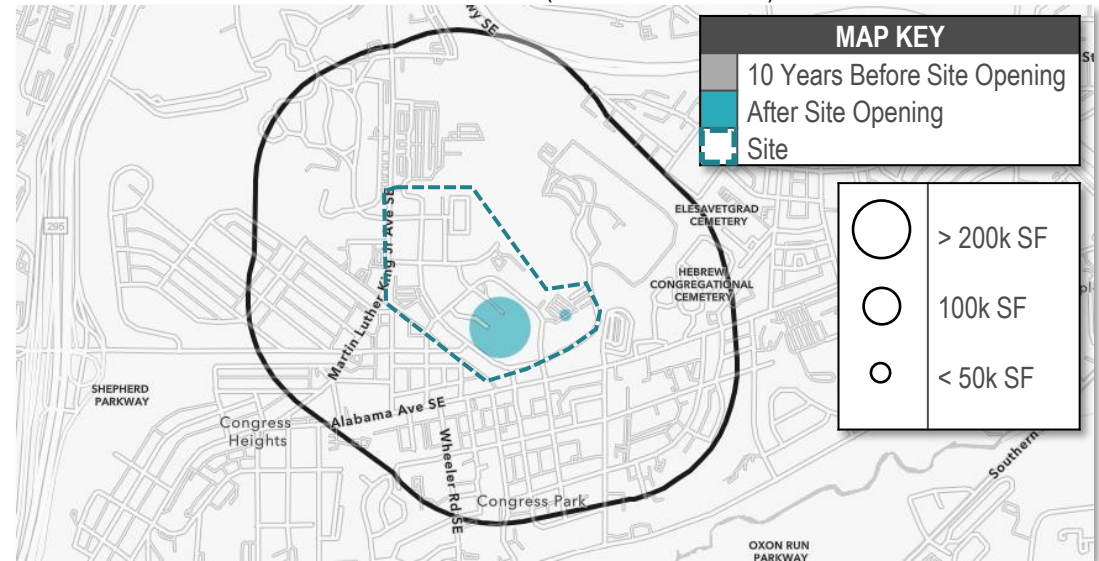 MAP KEY
10 Years Before Site Opening
After Site Opening
Site
> 200k SF
100k SF
< 50k SF
SE
295
Martin Luther King Jr Ave SE
ELESAVETGRAD
CEMETERY
HEBREW
CONGREGATIONAL
CEMETERY
SHEPHERD
PARKWAY
Congress
Heights
Alabama Ave SE
Wheeler Rd SE
Congress Park
Southern
OXON RUN
PARKWAY